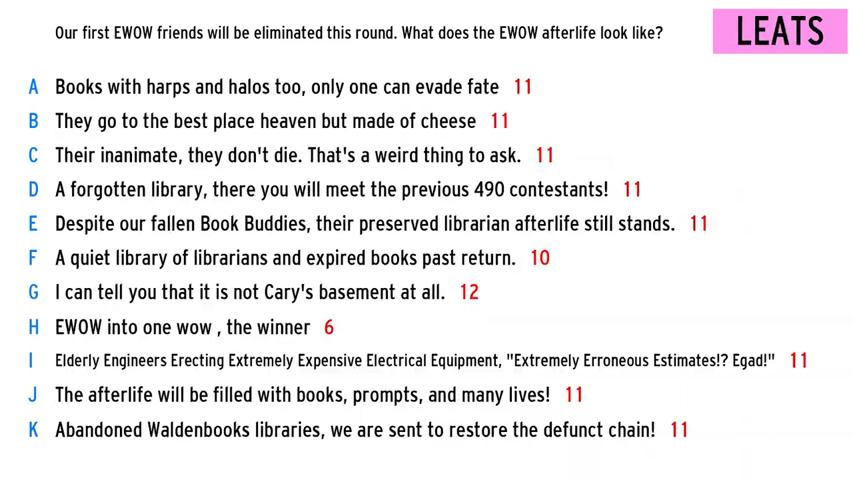 Our first EWOW friends will be eliminated this round. What does the EWOW afterlife look like?
LEATS
A Books with harps and halos too, only one can evade fate 11
B They go to the best place heaven but made of cheese 11
C Their inanimate, they don't die. That's a weird thing to ask. 11
D A forgotten library, there you will meet the previous 490 contestants! 11
E Despite our fallen Book Buddies, their preserved librarian afterlife still stands. 11
F A quiet library of librarians and expired books past return. 10
G I can tell you that it is not Cary's basement at all. 12
H EWOW into one wow , the winner 6
I Elderly Engineers Erecting Extremely Expensive Electrical Equipment, "Extremely Erroneous Estimates!? Egad!" 11
J The afterlife will be filled with books, prompts, and many lives! 11
K Abandoned Waldenbooks libraries, we are sent to restore the defunct chain! 11